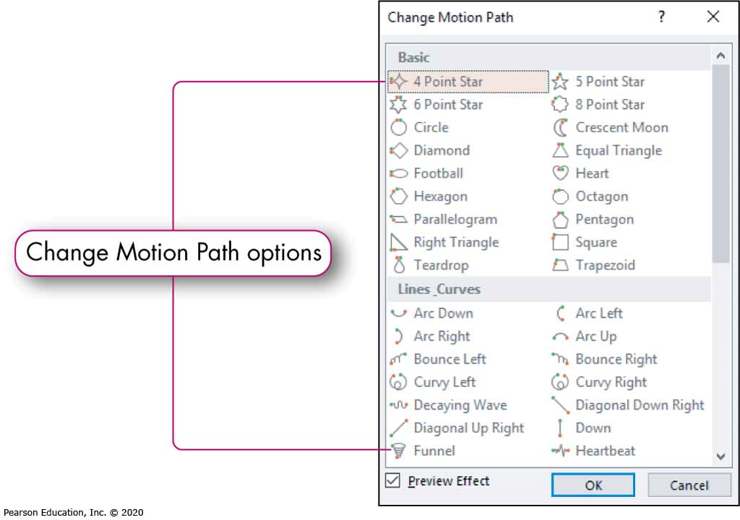 Change Motion Path ? ×
Basic
4 Point Star 5 Point Star
6 Point Star 8 Point Star
Circle Crescent Moon
Diamond Equal Triangle
Football Heart
Hexagon Octagon
Parallelogram Pentagon
Right Triangle Square
Teardrop Trapezoid
Change Motion Path options
Lines_Curves
Arc Down Arc Left
Arc Right Arc Up
Bounce Left Bounce Right
Curvy Left Curvy Right
Decaying Wave Diagonal Down Right
Diagonal Up Right Down
Funnel Heartbeat
Preview Effect OK Cancel
Pearson Education, Inc. © 2020